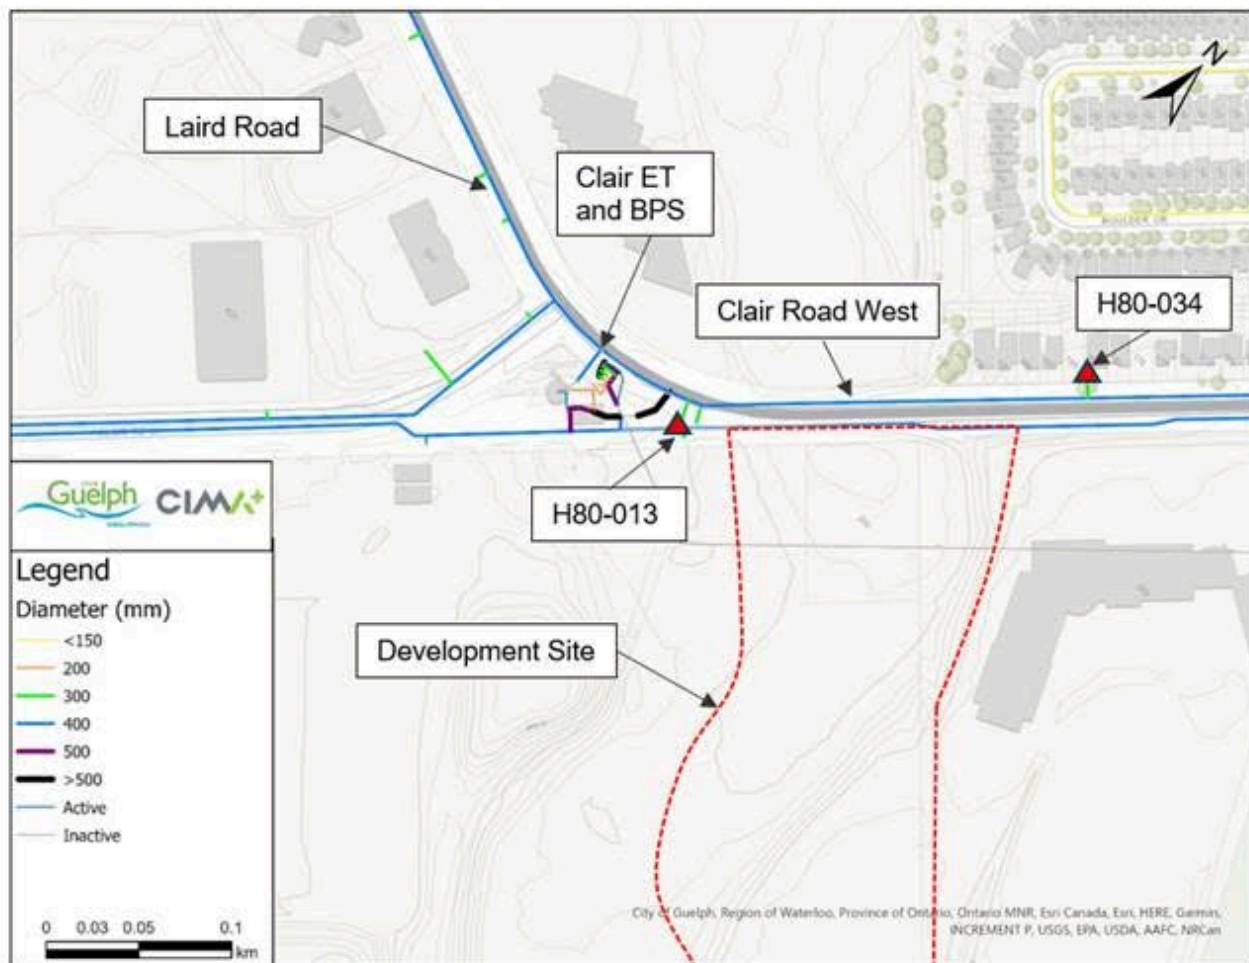 N
Laird Road
Clair ET
and BPS
Clair Road West
H80-034
H80-013
Development Site
Guelph CIMA+
Legend
Diameter (mm)
<150
200
300
400
500
>500
Active
Inactive
0 0.03 0.05 0.1
km
City of Guelph, Region of Waterloo, Province of Ontario, Ontario MNR, Esri Canada, Esri, HERE, Garmin,
INCREMENT P, USGS, EPA, USDA, AAFC, NRCan